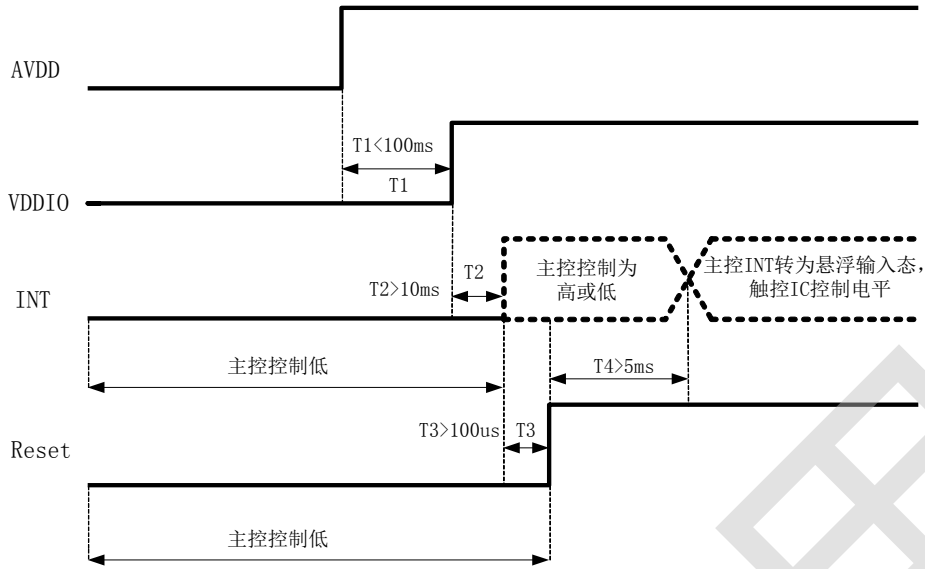 AVDD
T1<100ms
T1
VDDIO
T2
T2>10ms
主控控制为
高或低
主控INT转为悬浮输入态,
触控IC控制电平
INT
主控控制低
T4>5ms
T3>100us
T3
Reset
主控控制低